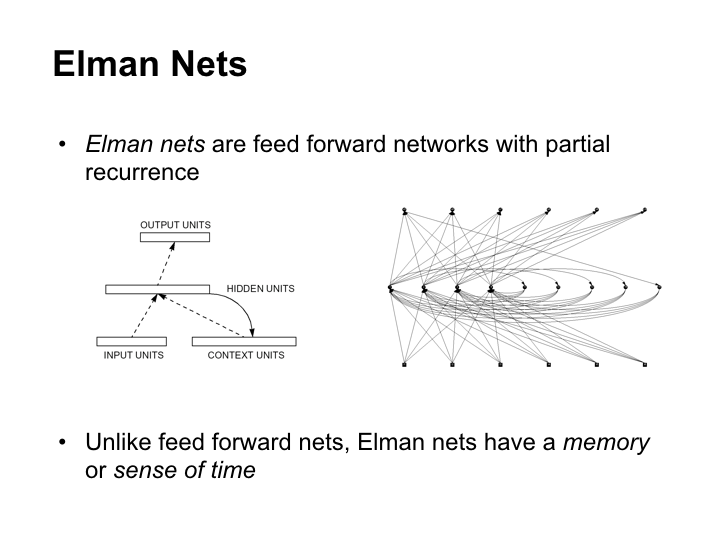 Elman Nets
• Elman nets are feed forward networks with partial
recurrence
OUTPUT UNITS
HIDDEN UNITS
INPUT UNITS
CONTEXT UNITS
• Unlike feed forward nets, Elman nets have a memory
or sense of time